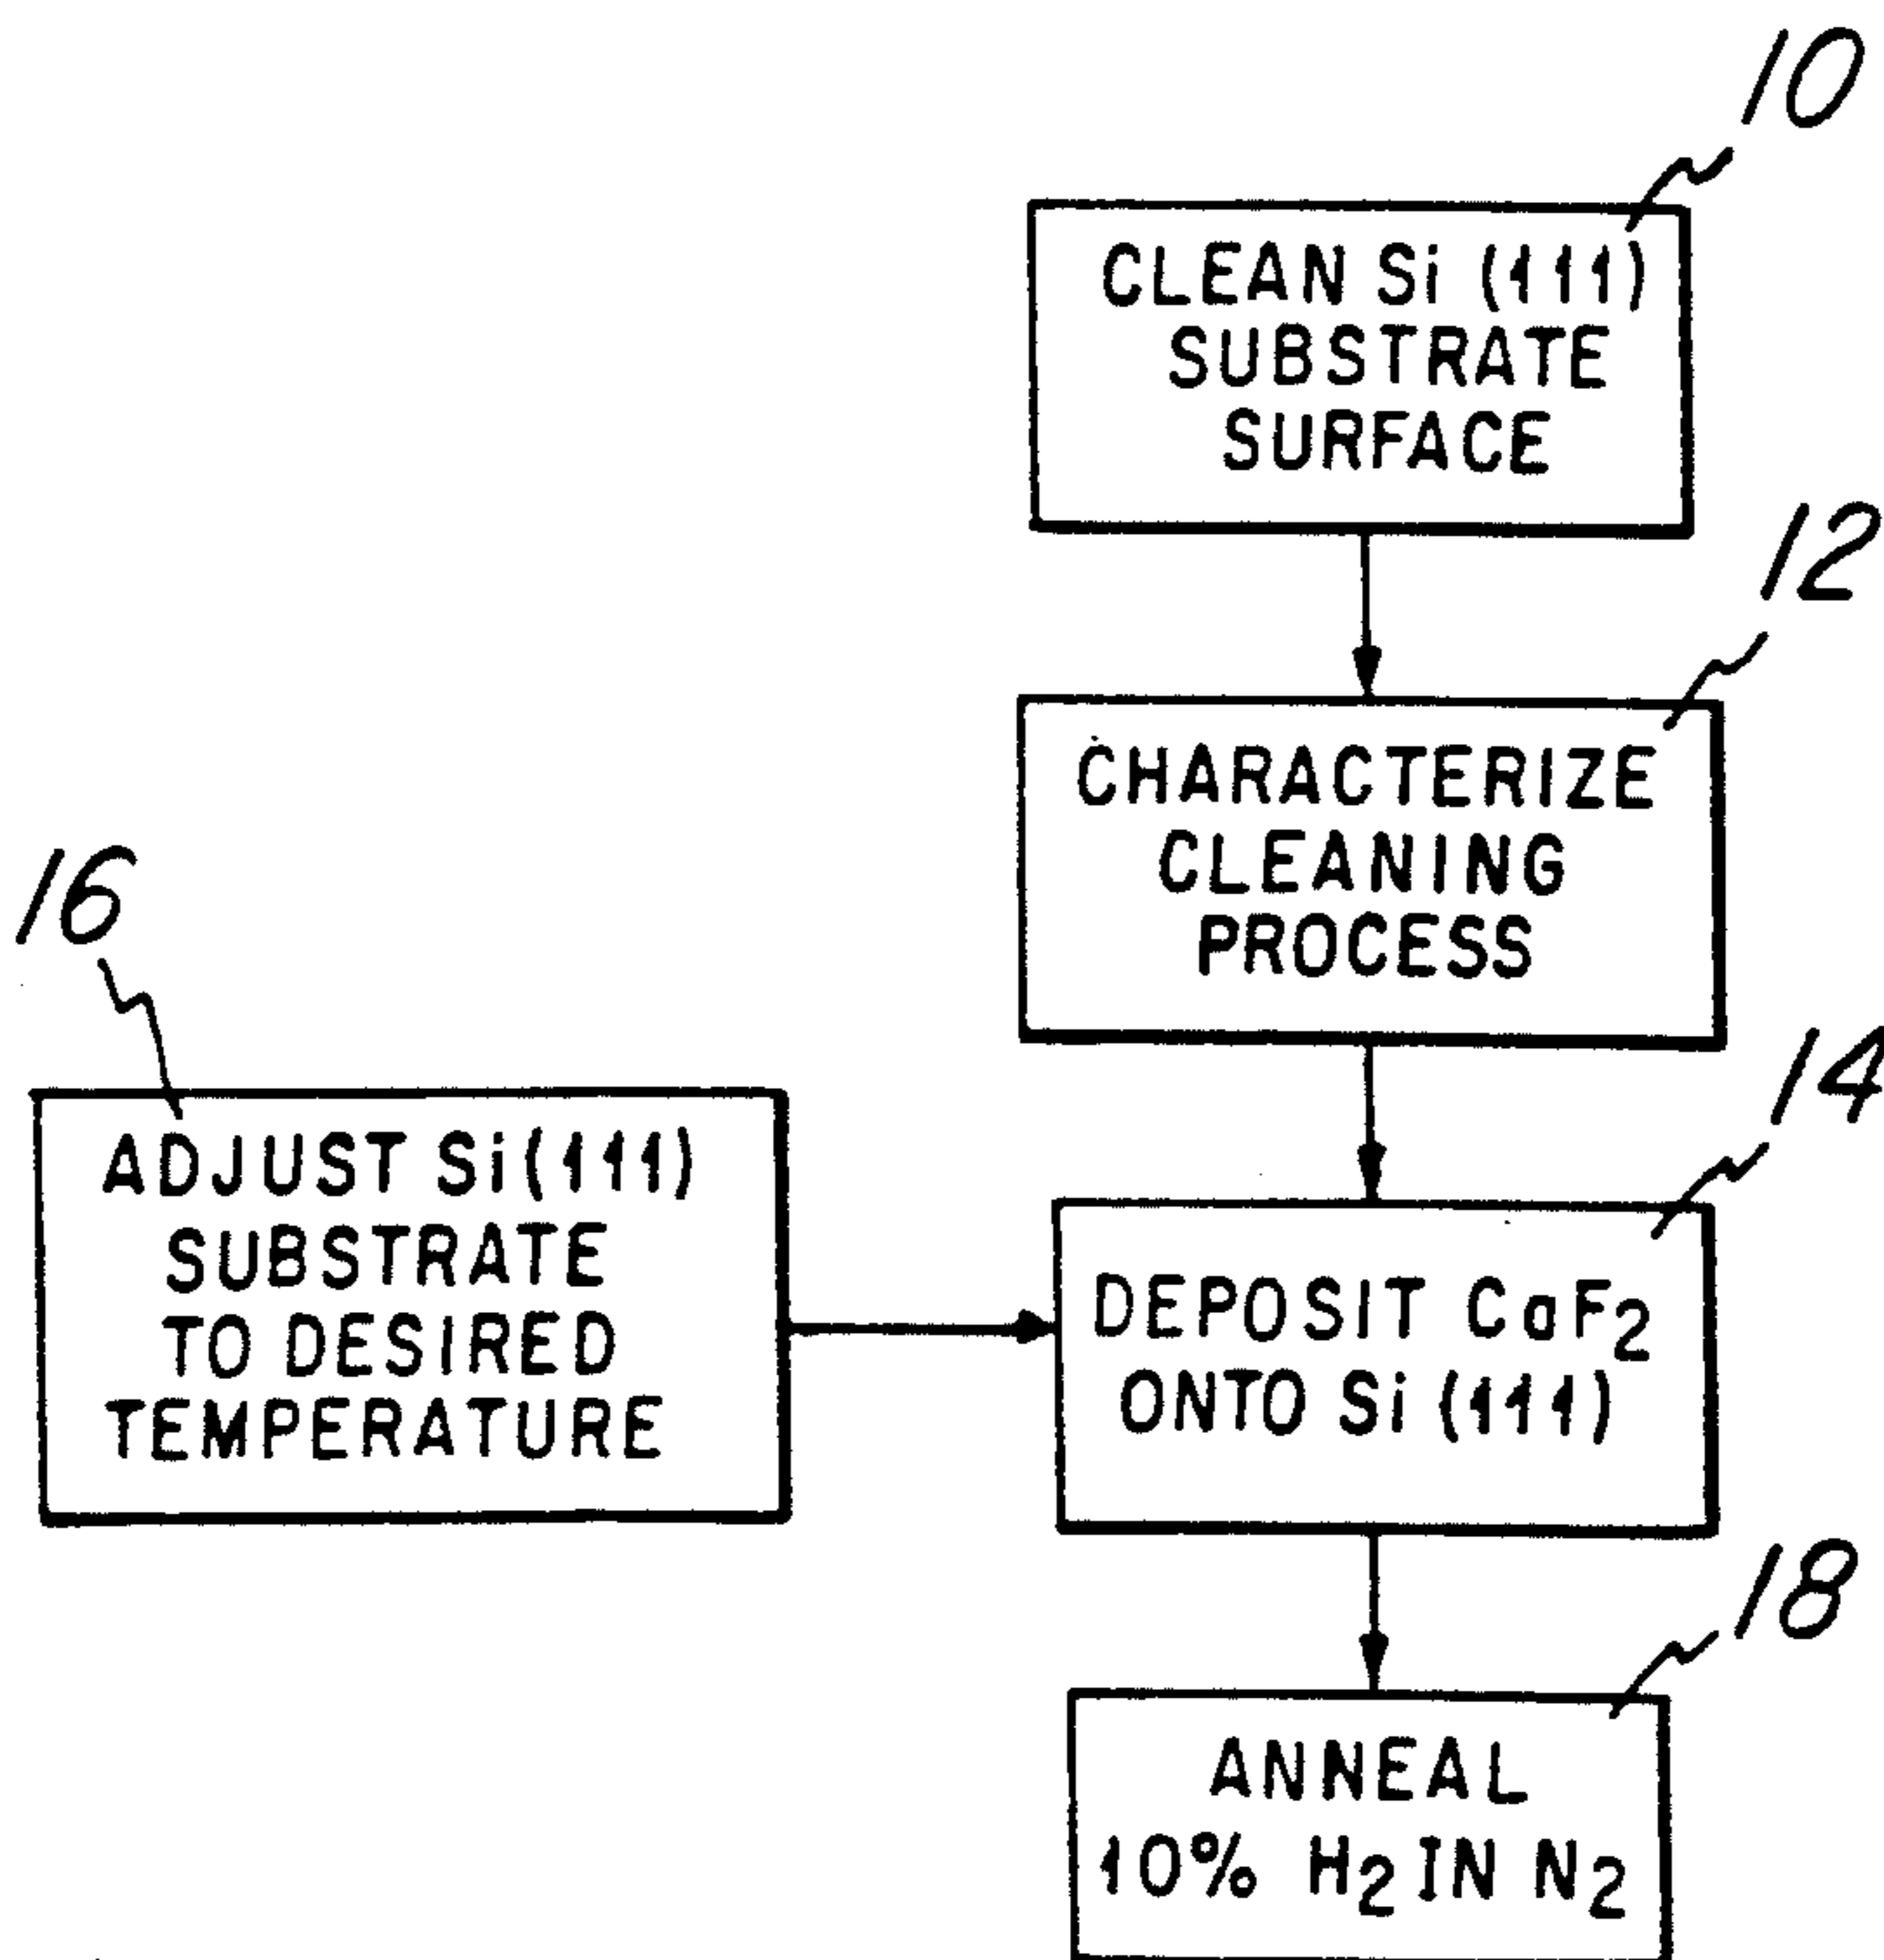 10
CLEAN Si (111)
SUBSTRATE
SURFACE
12
CHARACTERIZE
CLEANING
PROCESS
16
ADJUST Si(111)
SUBSTRATE
TO DESIRED
TEMPERATURE
14
DEPOSIT CaF2
ONTO Si (111)
18
ANNEAL
10% H2 IN N2